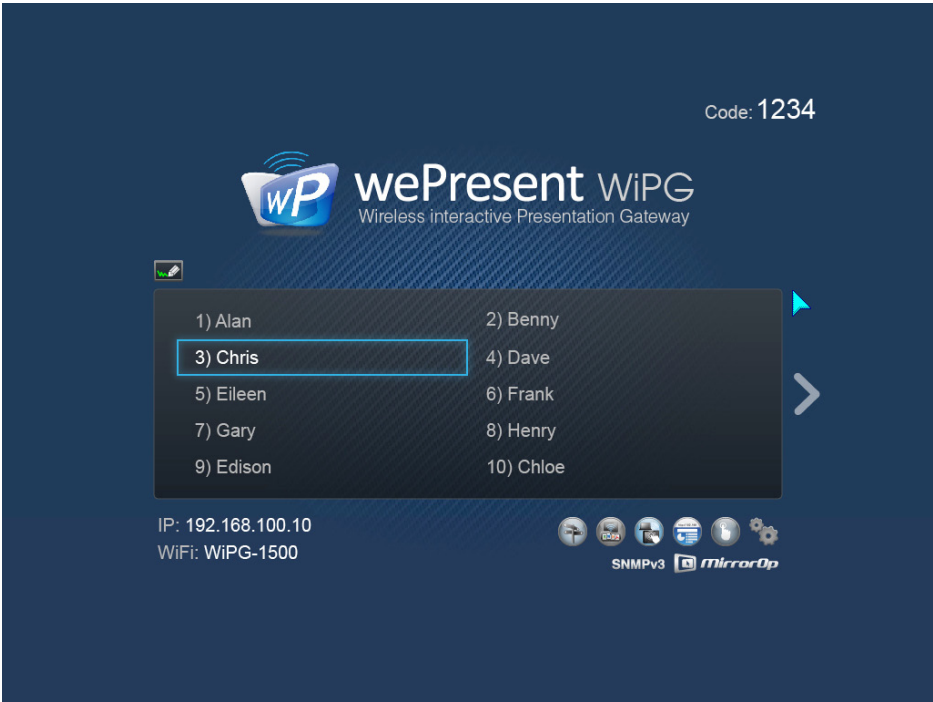 Code: 1234
wP wePresent WiPG
Wireless interactive Presentation Gateway
1) Alan
2) Benny
3) Chris
4) Dave
5) Eileen
6) Frank
7) Gary
8) Henry
9) Edison
10) Chloe
IP: 192.168.100.10
WiFi: WiPG-1500
SNMPv3 MirrorOp